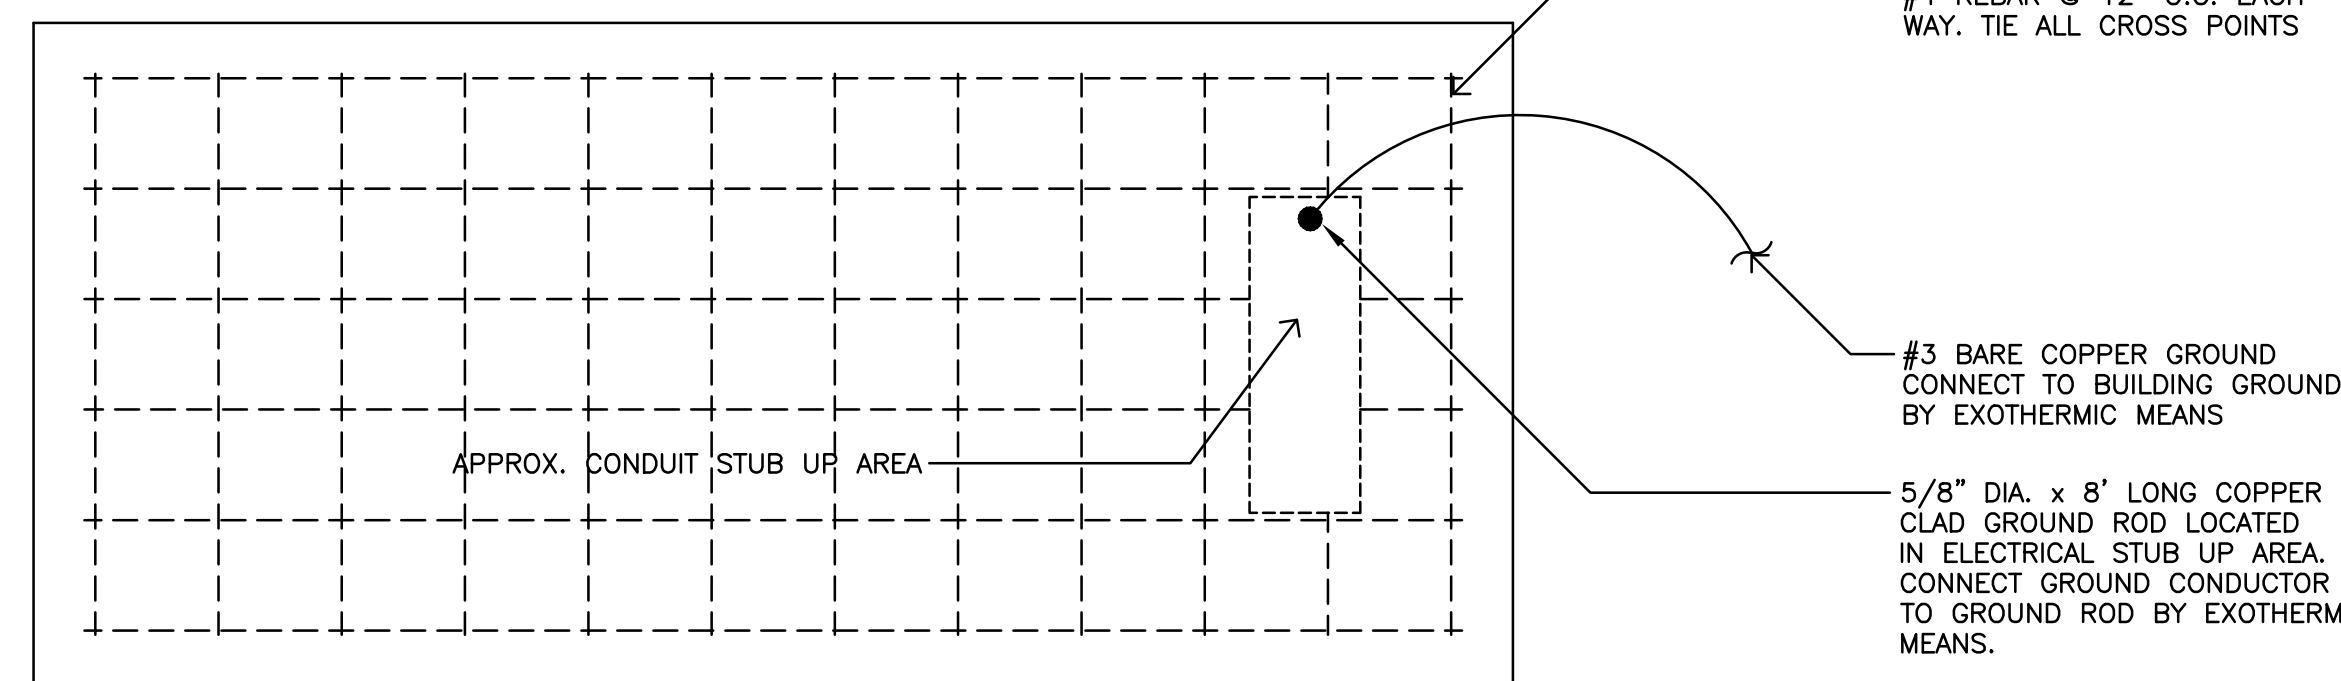 WAY. TIE ALL CROSS POINTS
#3 BARE COPPER GROUND
CONNECT TO BUILDING GROUND
BY EXOTHERMIC MEANS
APPROX. CONDUIT STUB UP AREA
5/8" DIA. x 8' LONG COPPER
CLAD GROUND ROD LOCATED
IN ELECTRICAL STUB UP AREA.
CONNECT GROUND CONDUCTOR
TO GROUND ROD BY EXOTHERM
MEANS.